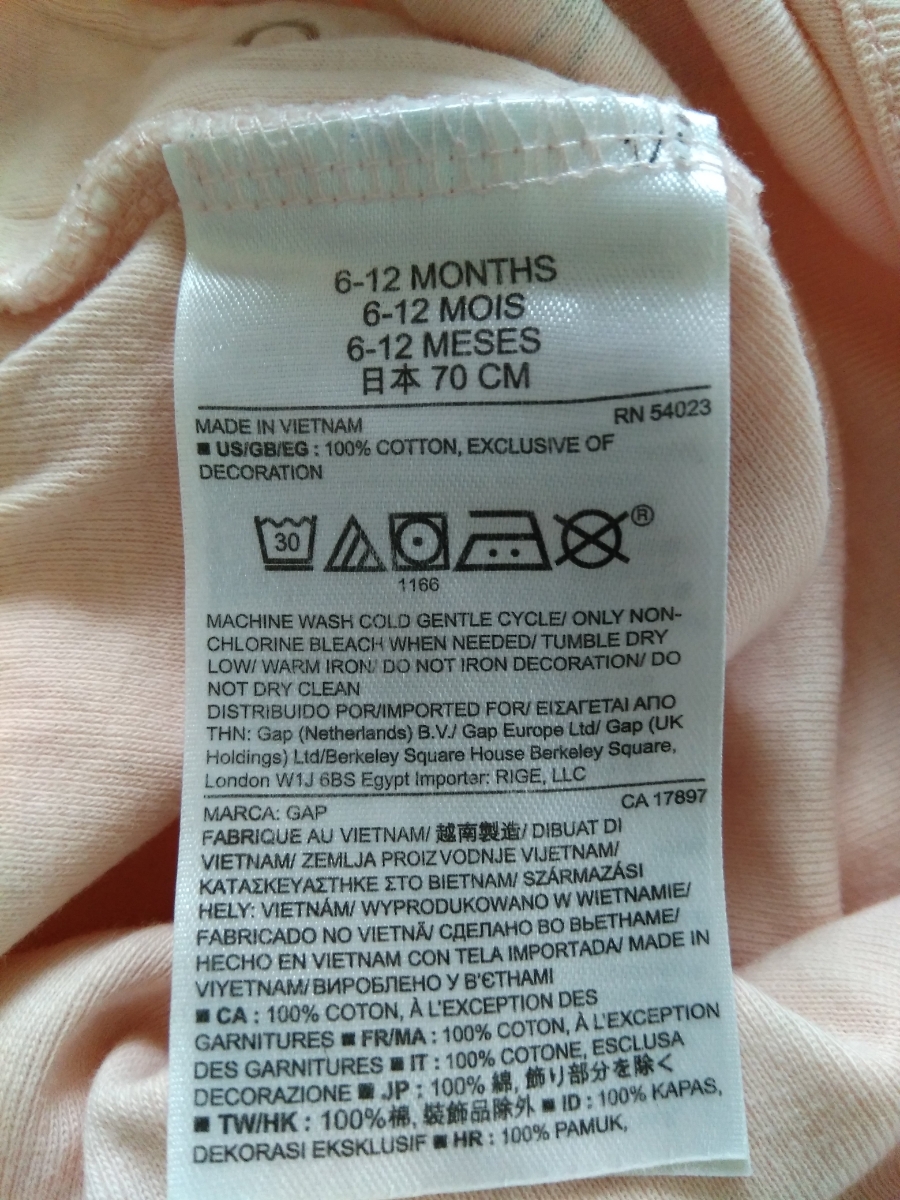 6-12 MONTHS
6-12 MOIS
6-12 MESES
日本 70 CM
MADE IN VIETNAM RN 54023
■ US/GB/EG : 100% COTTON, EXCLUSIVE OF
DECORATION
30 ®
1166
MACHINE WASH COLD GENTLE CYCLE/ ONLY NON-
CHLORINE BLEACH WHEN NEEDED/ TUMBLE DRY
LOW/ WARM IRON/ DO NOT IRON DECORATION/ DO
NOT DRY CLEAN
DISTRIBUIDO POR/IMPORTED FOR/ ΕΙΣΑΓΕΤΑΙ ΑΠΟ
ΤΗΝ: Gap (Netherlands) B.V./ Gap Europe Ltd/ Gap (UK
Holdings) Ltd/Berkeley Square House Berkeley Square,
London W1J 6BS Egypt Importer: RIGE, LLC
MARCA: GAP CA 17897
FABRIQUE AU VIETNAM/ 越南製造/ DIBUAT DI
VIETNAM/ ZEMLJA PROIZVODNJE VIJETNAM/
ΚΑΤΑΣΚΕΥΑΣΤΗΚΕ ΣΤΟ ΒΙΕΤΝΑΜ/ SZÁRMAZÁSI
HELY: VIETNÁM/ WYPRODUKOWANO W WIETNAMIE/
FABRICADO NO VIETNÃ/ СДЕЛАНО ВО ВЬЕТНАМЕ/
HECHO EN VIETNAM CON TELA IMPORTADA/ MADE IN
VIYETNAM/ ВИРОБЛЕНО У В'ЄТНАМІ
■ CA : 100% COTON, À L'EXCEPTION DES
GARNITURES ■ FR/MA : 100% COTON, À L'EXCEPTION
DES GARNITURES ■ IT : 100% COTONE, ESCLUSA
DECORAZIONE ■ JP : 100% 綿, 飾り部分を除く
■ TW/HK : 100%棉, 裝飾品除外 ■ ID : 100% KAPAS,
DEKORASI EKSKLUSIF ■ HR : 100% PAMUK,